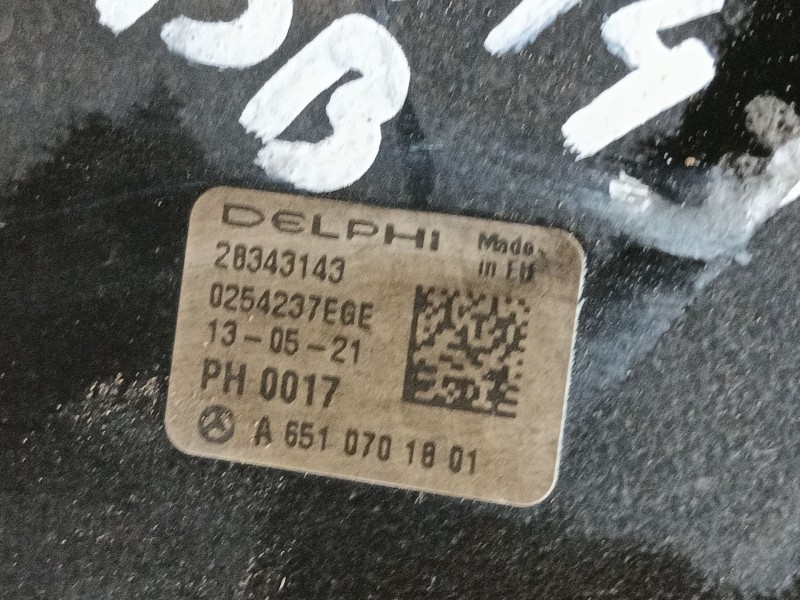 B
DELPHI
Made
in EU
28343143
0254237EGE
13-05-21
PH 0017
A 651 070 18 01